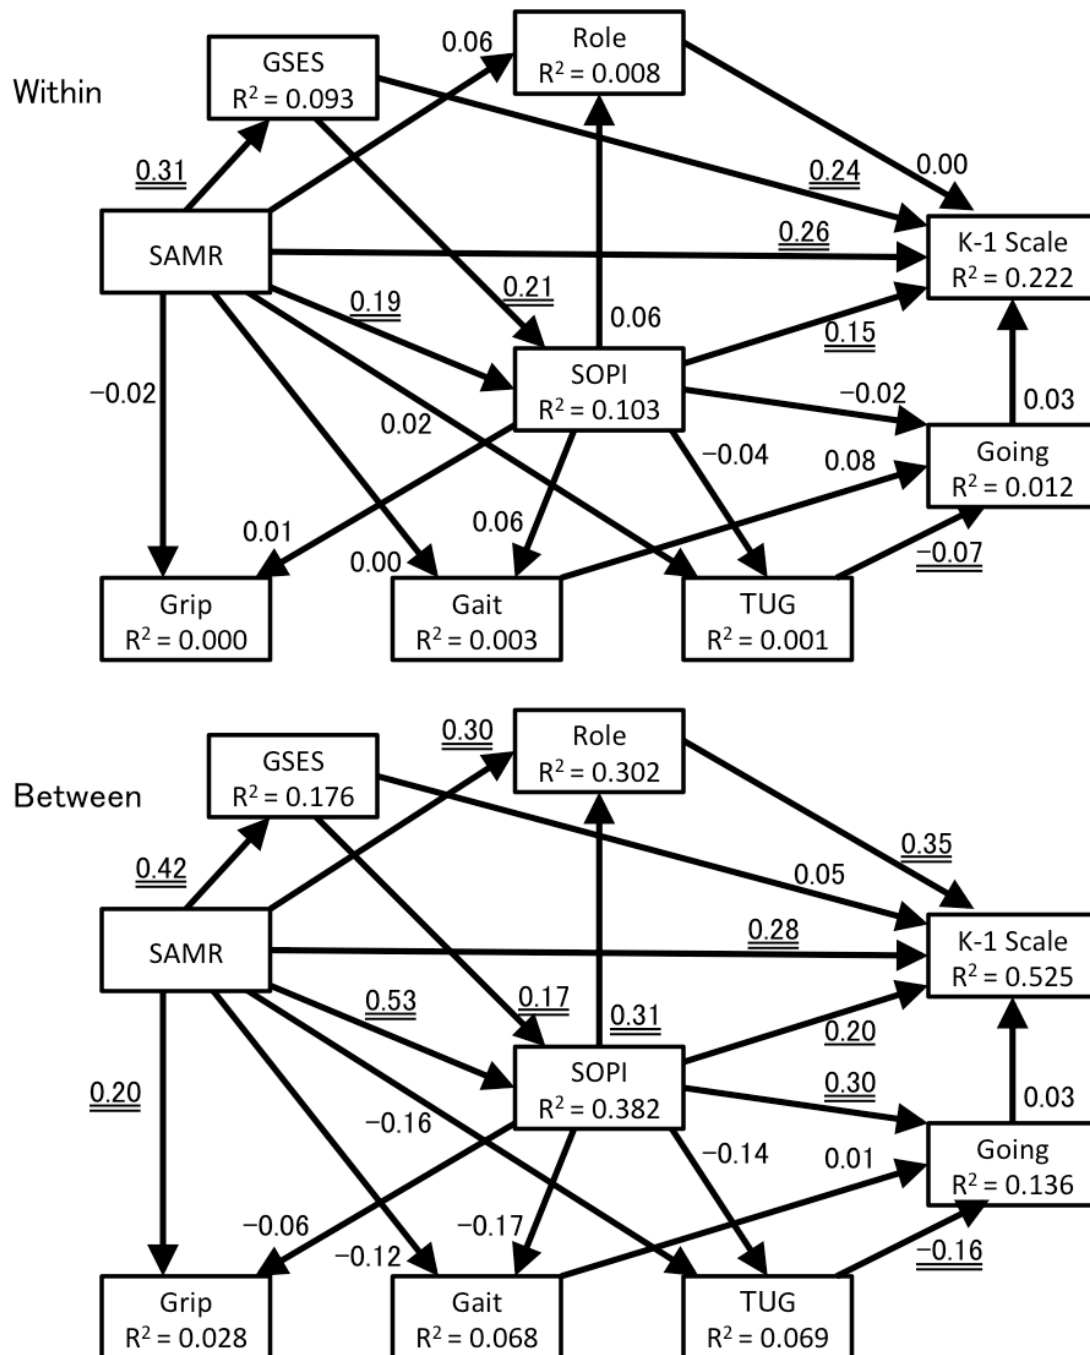 Within
GSES
R² = 0.093
0.06
Role
R² = 0.008
0.31
0.24
0.00
SAMR
0.26
K-1 Scale
R² = 0.222
0.19
0.21
0.06
0.15
SOPI
R² = 0.103
−0.02
0.02
−0.02
0.03
−0.04
0.08
Going
R² = 0.012
0.01
0.06
0.00
−0.07
Grip
R² = 0.000
Gait
R² = 0.003
TUG
R² = 0.001
Between
GSES
R² = 0.176
0.30
Role
R² = 0.302
0.42
0.05
0.35
SAMR
0.28
K-1 Scale
R² = 0.525
0.53
0.17
0.31
0.20
SOPI
R² = 0.382
0.20
−0.16
0.30
0.03
−0.14
0.01
Going
R² = 0.136
−0.06
−0.17
−0.12
−0.16
Grip
R² = 0.028
Gait
R² = 0.068
TUG
R² = 0.069